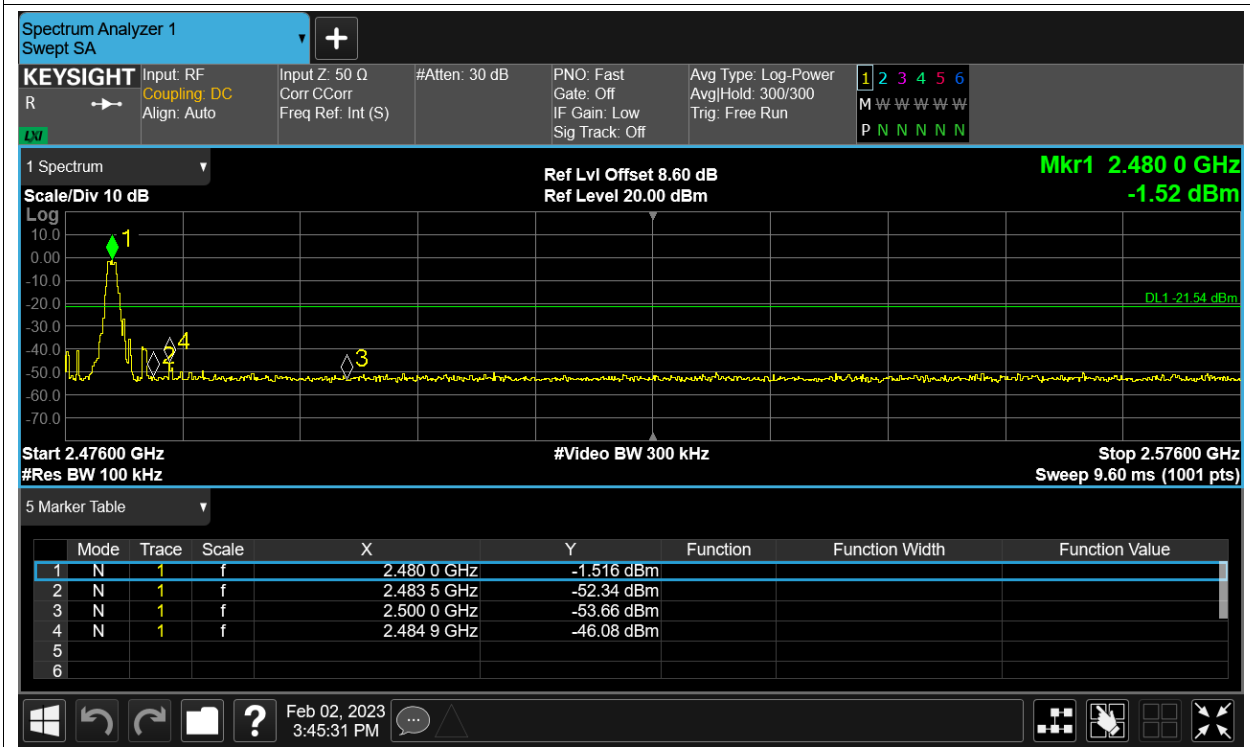 Spectrum Analyzer 1
Swept SA
+
KEYSIGHT Input: RF Input Z: 50 Ω #Atten: 30 dB PNO: Fast Avg Type: Log-Power 1 2 3 4 5 6
R Coupling: DC Corr CCorr Gate: Off Avg|Hold: 300/300 M W W W W W W
Align: Auto Freq Ref: Int (S) IF Gain: Low Trig: Free Run
LXI Sig Track: Off P N N N N N N
1 Spectrum Ref Lvl Offset 8.60 dB Mkr1 2.480 0 GHz
Scale/Div 10 dB Ref Level 20.00 dBm -1.52 dBm
Log
10.0
1
0.00
-10.0
-20.0
DL1 -21.54 dBm
-30.0
-40.0
4
2
3
-50.0
-60.0
-70.0
Start 2.47600 GHz #Video BW 300 kHz Stop 2.57600 GHz
#Res BW 100 kHz Sweep 9.60 ms (1001 pts)
5 Marker Table
Mode Trace Scale X Y Function Function Width Function Value
1 N 1 f 2.480 0 GHz -1.516 dBm
2 N 1 f 2.483 5 GHz -52.34 dBm
3 N 1 f 2.500 0 GHz -53.66 dBm
4 N 1 f 2.484 9 GHz -46.08 dBm
5
6
? Feb 02, 2023
3:45:31 PM